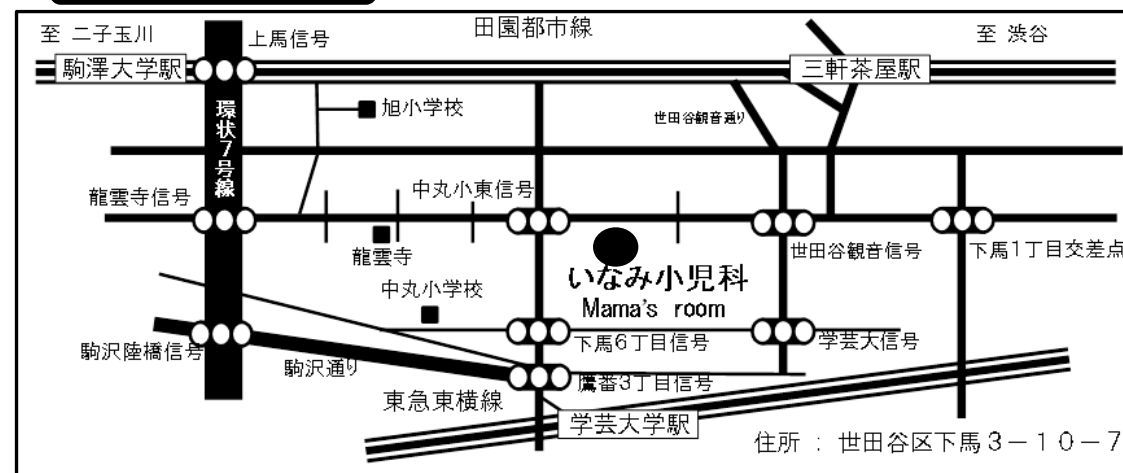 至 二子玉川
上馬信号
田園都市線
至 渋谷
駒澤大学駅
三軒茶屋駅
環状7号線
旭小学校
世田谷観音通り
龍雲寺信号
中丸小東信号
龍雲寺
世田谷観音信号
下馬1丁目交差点
いなみ小児科
Mama's room
中丸小学校
駒沢陸橋信号
駒沢通り
下馬6丁目信号
学芸大信号
鷹番3丁目信号
東急東横線
学芸大学駅
住所 : 世田谷区下馬3-10-7